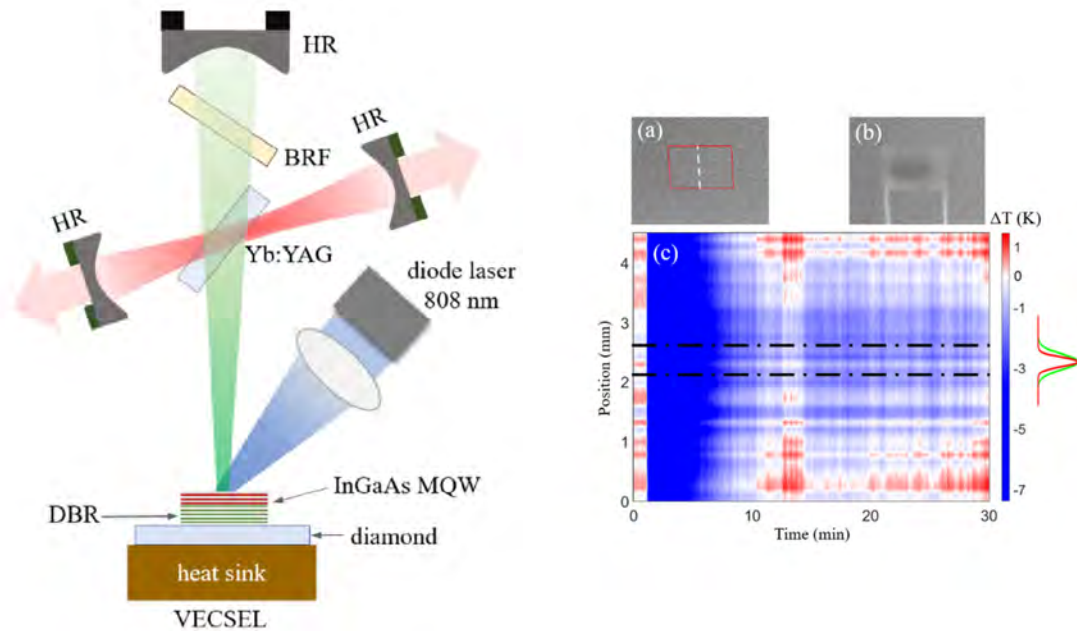 HR
BRF
HR
HR
Yb:YAG
diode laser
808 nm
InGaAs MQW
DBR
diamond
heat sink
VECSEL
(a)
(b)
ΔT (K)
(c)
4
3
2
1
0
Position (mm)
0
10
20
30
Time (min)
1
0
-1
-3
-5
-7